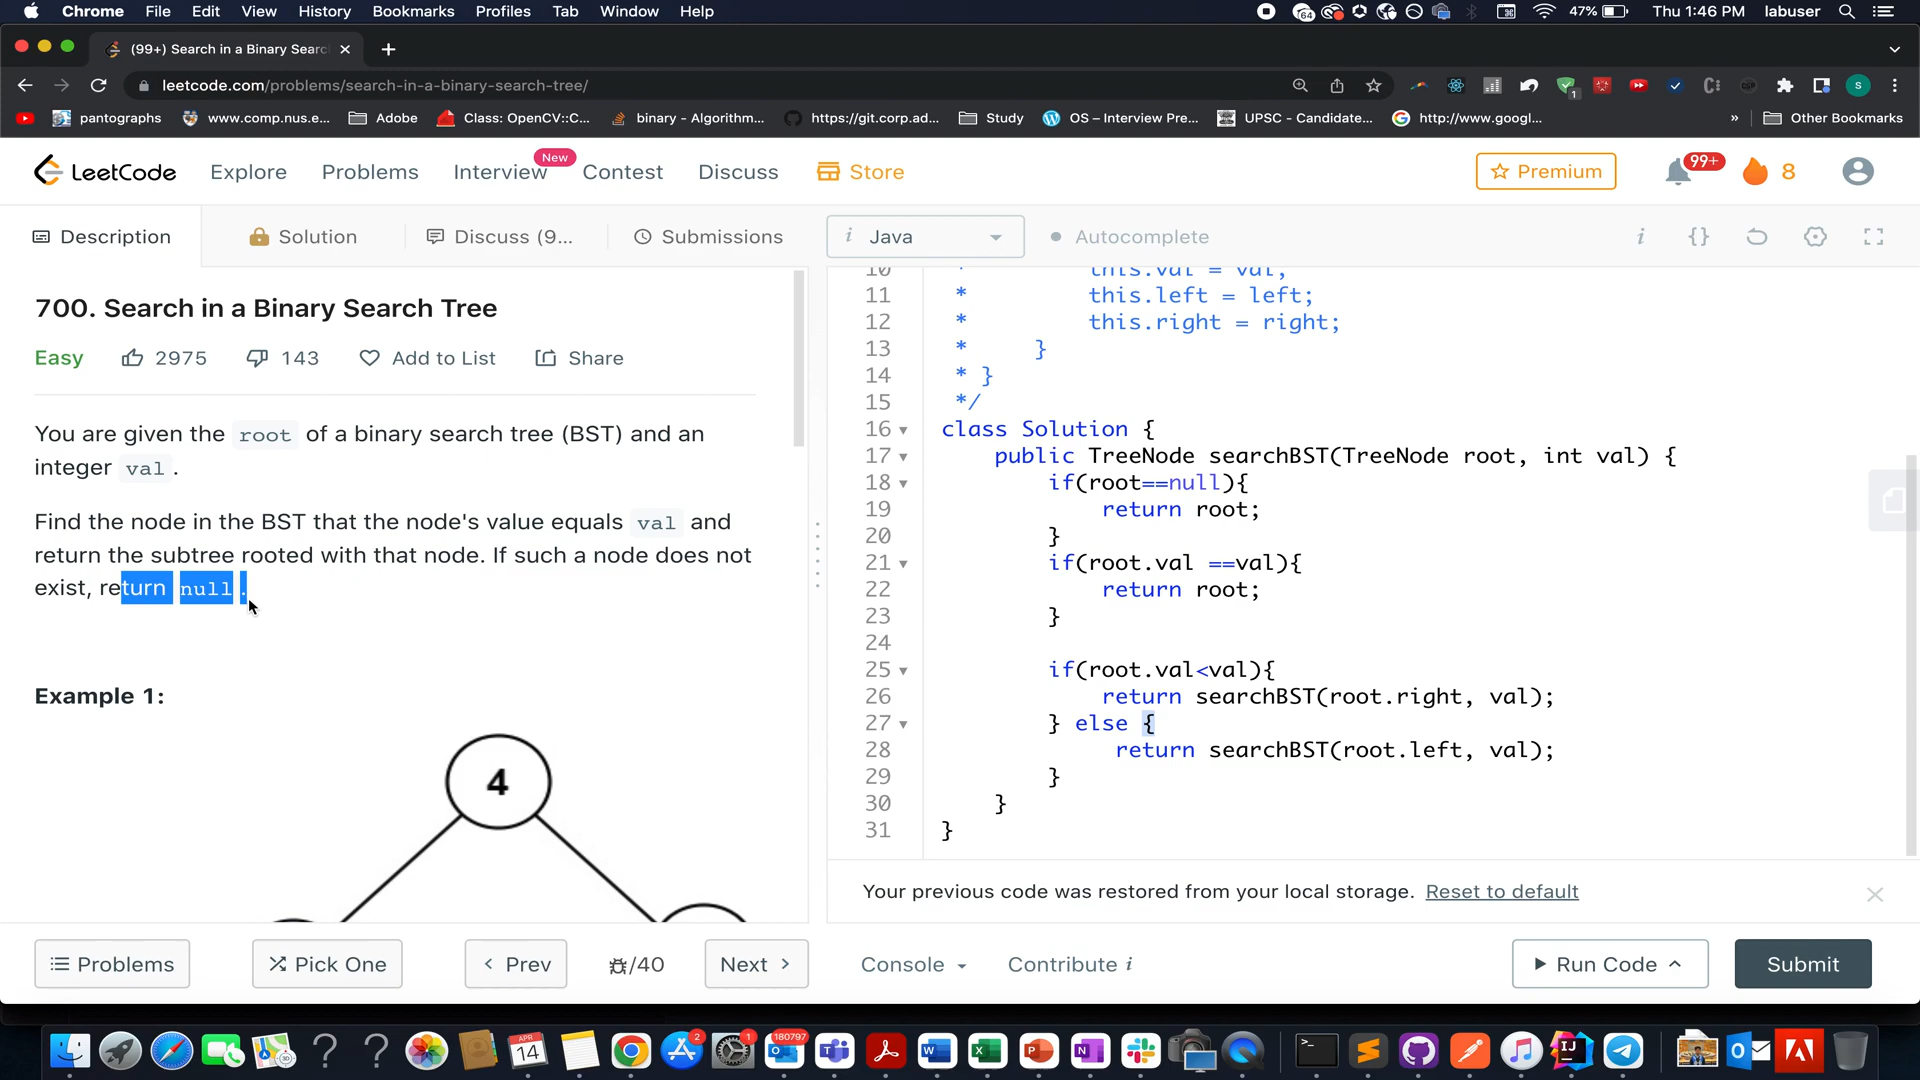 Chrome File Edit View History Bookmarks Profiles Tab Window Help
64
47%
Thu 1:46 PM labuser
(99+) Search in a Binary Searc
leetcode.com/problems/search-in-a-binary-search-tree/
1
S
pantographs
www.comp.nus.e...
Adobe
Class: OpenCV::C...
binary - Algorithm...
https://git.corp.ad...
Study
OS – Interview Pre...
UPSC - Candidate...
http://www.googl...
»
Other Bookmarks
LeetCode
Explore
Problems
Interview
New
Contest
Discuss
Store
Premium
99+
8
Description
Solution
Discuss (9...
Submissions
i Java
Autocomplete
i {}
700. Search in a Binary Search Tree
Easy 2975 143 Add to List Share
You are given the root of a binary search tree (BST) and an
integer val .
Find the node in the BST that the node's value equals val and
return the subtree rooted with that node. If such a node does not
exist, return null .
Example 1:
4
10 * this.val = val;
11 * this.left = left;
12 * this.right = right;
13 * }
14 * }
15 */
16 class Solution {
17 public TreeNode searchBST(TreeNode root, int val) {
18 if(root==null){
19 return root;
20 }
21 if(root.val ==val){
22 return root;
23 }
24
25 if(root.val<val){
26 return searchBST(root.right, val);
27 } else {
28 return searchBST(root.left, val);
29 }
30 }
31 }
Your previous code was restored from your local storage. Reset to default
Problems
Pick One
Prev
/40
Next
Console
Contribute i
Run Code
Submit
APR
14
2
1
180797